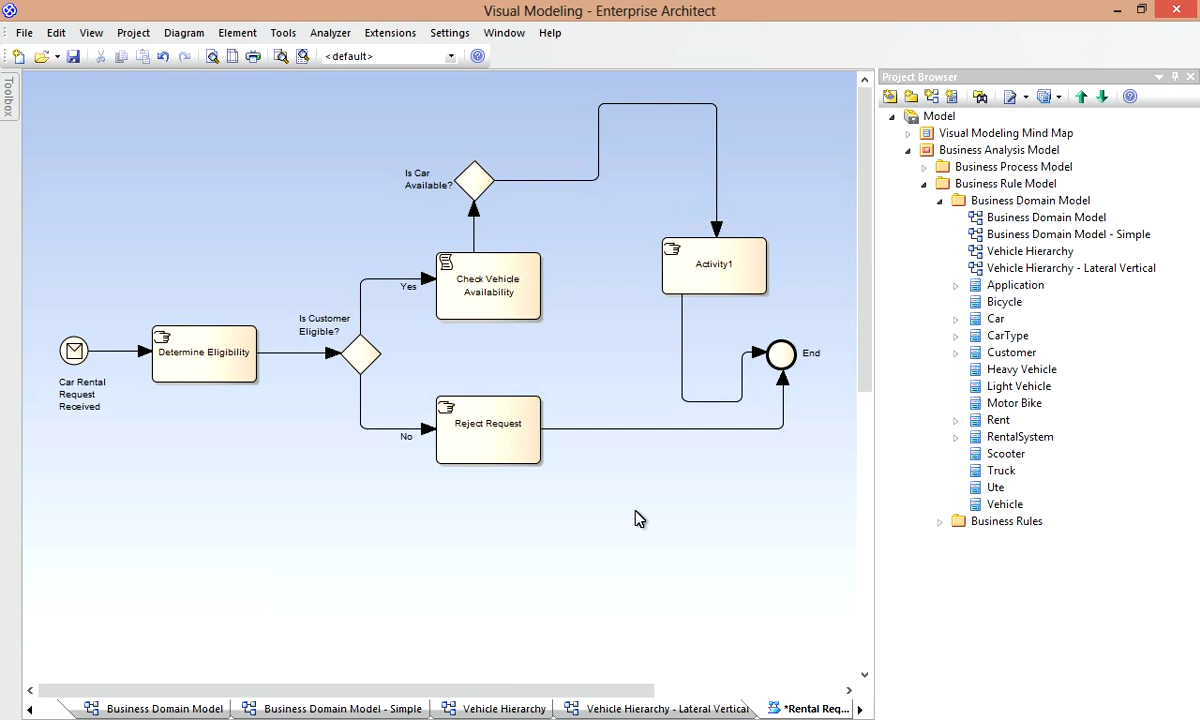 Visual Modeling - Enterprise Architect
File Edit View Project Diagram Element Tools Analyzer Extensions Settings Window Help
<default>
Toolbox
Is Car
Available?
Check Vehicle
Availability
Yes
Activity1
Is Customer
Eligible?
Determine Eligibility
Car Rental
Request
Received
End
Reject Request
No
Project Browser
Model
Visual Modeling Mind Map
Business Analysis Model
Business Process Model
Business Rule Model
Business Domain Model
Business Domain Model
Business Domain Model - Simple
Vehicle Hierarchy
Vehicle Hierarchy - Lateral Vertical
Application
Bicycle
Car
CarType
Customer
Heavy Vehicle
Light Vehicle
Motor Bike
Rent
RentalSystem
Scooter
Truck
Ute
Vehicle
Business Rules
Business Domain Model Business Domain Model - Simple Vehicle Hierarchy Vehicle Hierarchy - Lateral Vertical *Rental Req...